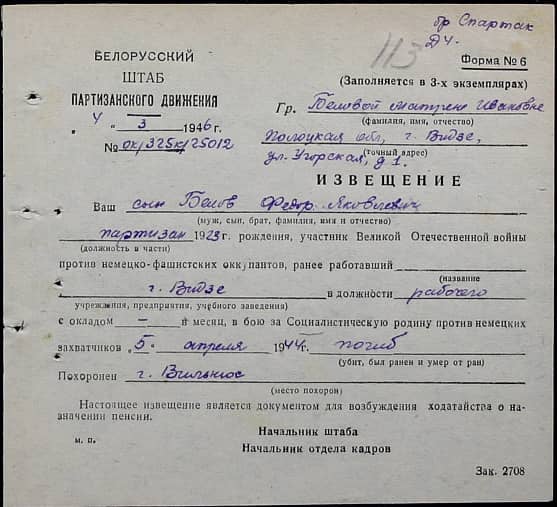 бр Спартак
Д4.
113
БЕЛОРУССКИЙ
ШТАБ
ПАРТИЗАНСКОГО ДВИЖЕНИЯ
„ 4 “ 3 1946 г.
№ ок/325к/25012
Форма № 6
(Заполняется в 3-х экземплярах)
Гр. Беловой Матрене Ивановне
(фамилия, имя, отчество)
Полоцкая обл, г. Видзе,
ул. Угорская, д 1.
(точный адрес)
ИЗВЕЩЕНИЕ
Ваш сын Белов Федор Яковлевич
(муж, сын, брат, фамилия, имя и отчество)
партизан 1923 г. рождения, участник Великой Отечественной войны
(должность в части)
против немецко-фашистских оккупантов, ранее работавший
(название
г. Видзе в должности рабочего
учреждения, предприятия, учебного заведения)
с окладом — в месяц, в бою за Социалистическую родину против немецких
захватчиков „ 5 “ апреля 1944 г. погиб
(убит, был ранен и умер от ран)
Похоронен г. Вильнюс
(место похорон)
Настоящее извещение является документом для возбуждения ходатайства о на-
значении пенсии.
м. п.
Начальник штаба
Начальник отдела кадров
Зак. 2708